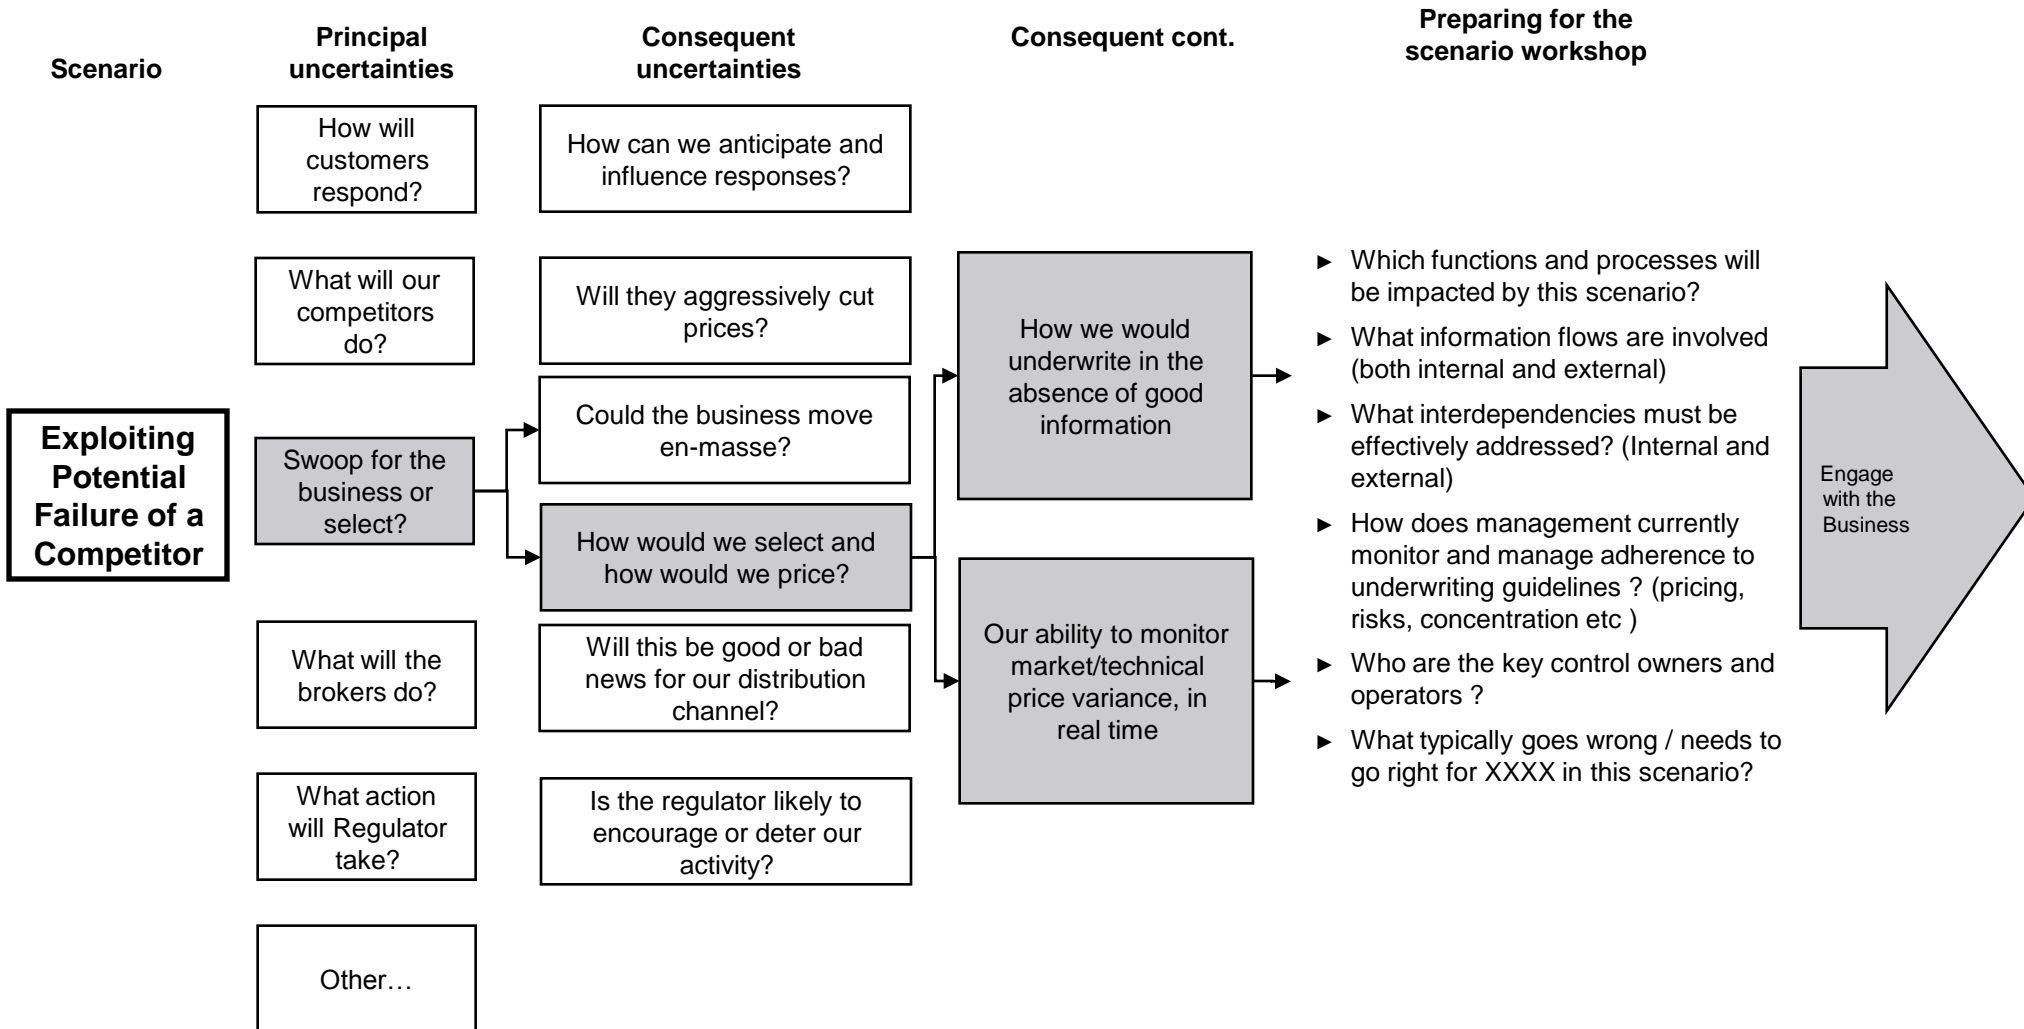 Scenario
Principal
uncertainties
Consequent
uncertainties
Consequent cont.
Preparing for the
scenario workshop
Exploiting
Potential
Failure of a
Competitor
How will
customers
respond?
What will our
competitors
do?
Swoop for the
business or
select?
What will the
brokers do?
What action
will Regulator
take?
Other…
How can we anticipate and
influence responses?
Will they aggressively cut
prices?
Could the business move
en-masse?
How would we select and
how would we price?
Will this be good or bad
news for our distribution
channel?
Is the regulator likely to
encourage or deter our
activity?
How we would
underwrite in the
absence of good
information
Our ability to monitor
market/technical
price variance, in
real time
► Which functions and processes will
be impacted by this scenario?
► What information flows are involved
(both internal and external)
► What interdependencies must be
effectively addressed? (Internal and
external)
► How does management currently
monitor and manage adherence to
underwriting guidelines ? (pricing,
risks, concentration etc )
► Who are the key control owners and
operators ?
► What typically goes wrong / needs to
go right for XXXX in this scenario?
Engage
with the
Business